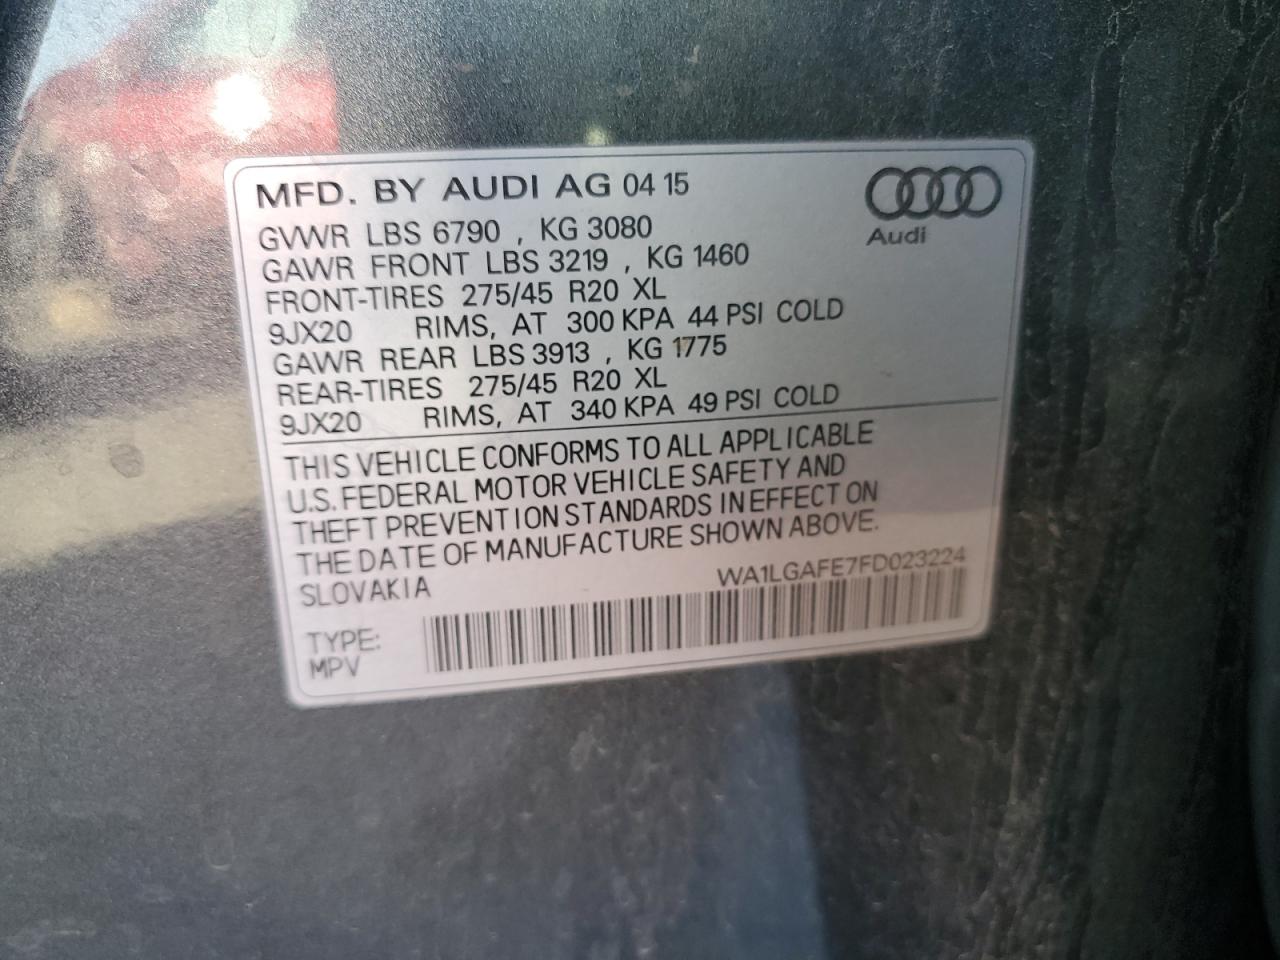 MFD. BY AUDI AG 04 15
Audi
GVWR LBS 6790 , KG 3080
GAWR FRONT LBS 3219 , KG 1460
FRONT-TIRES 275/45 R20 XL
9JX20 RIMS, AT 300 KPA 44 PSI COLD
GAWR REAR LBS 3913 , KG 1775
REAR-TIRES 275/45 R20 XL
9JX20 RIMS, AT 340 KPA 49 PSI COLD
THIS VEHICLE CONFORMS TO ALL APPLICABLE
U.S. FEDERAL MOTOR VEHICLE SAFETY AND
THEFT PREVENTION STANDARDS IN EFFECT ON
THE DATE OF MANUFACTURE SHOWN ABOVE.
SLOVAKIA
WA1LGAFE7FD023224
TYPE:
MPV